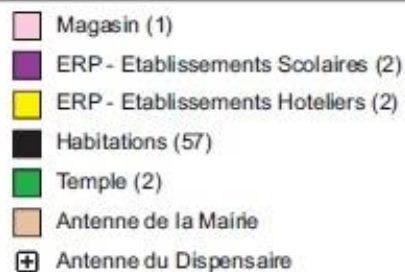 Magasin (1)
ERP - Etablissements Scolaires (2)
ERP - Etablissements Hoteliers (2)
Habitations (57)
Temple (2)
Antenne de la Mairie
Antenne du Dispensaire